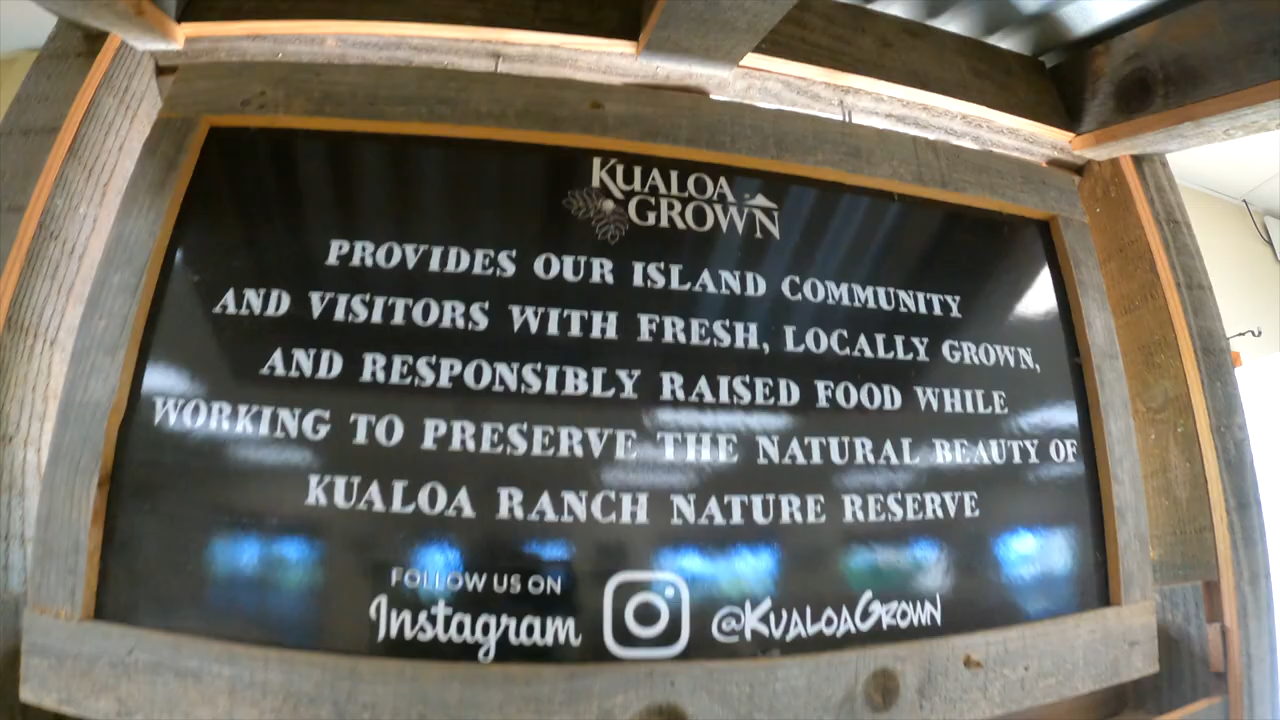 KUALOA
GROWN
PROVIDES OUR ISLAND COMMUNITY
AND VISITORS WITH FRESH, LOCALLY GROWN,
AND RESPONSIBLY RAISED FOOD WHILE
WORKING TO PRESERVE THE NATURAL BEAUTY OF
KUALOA RANCH NATURE RESERVE
FOLLOW US ON
Instagram
@KUALOAGROWN